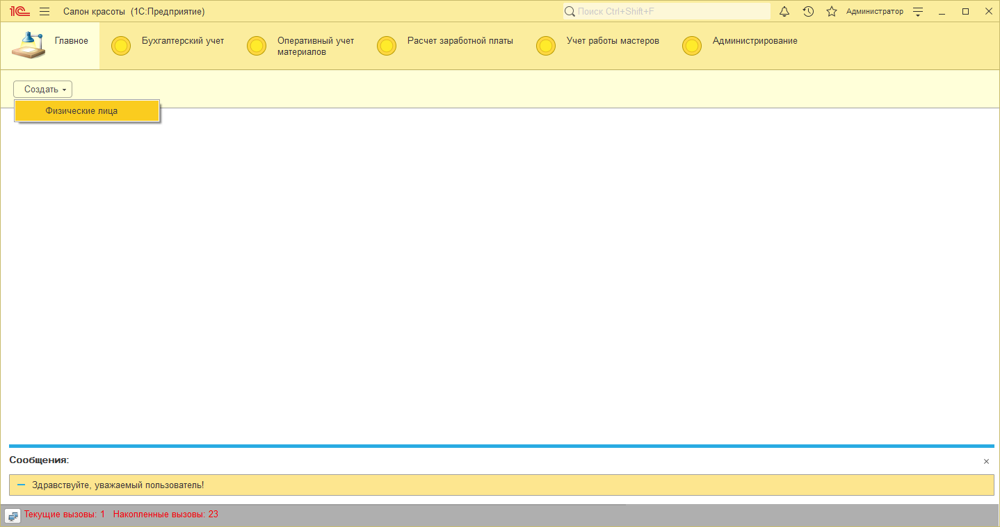 1С Салон красоты (1С:Предприятие) Поиск Ctrl+Shift+F Администратор
Главное
Бухгалтерский учет
Оперативный учет
материалов
Расчет заработной платы
Учет работы мастеров
Администрирование
Создать
Физические лица
Сообщения:
Здравствуйте, уважаемый пользователь!
Текущие вызовы: 1 Накопленные вызовы: 23